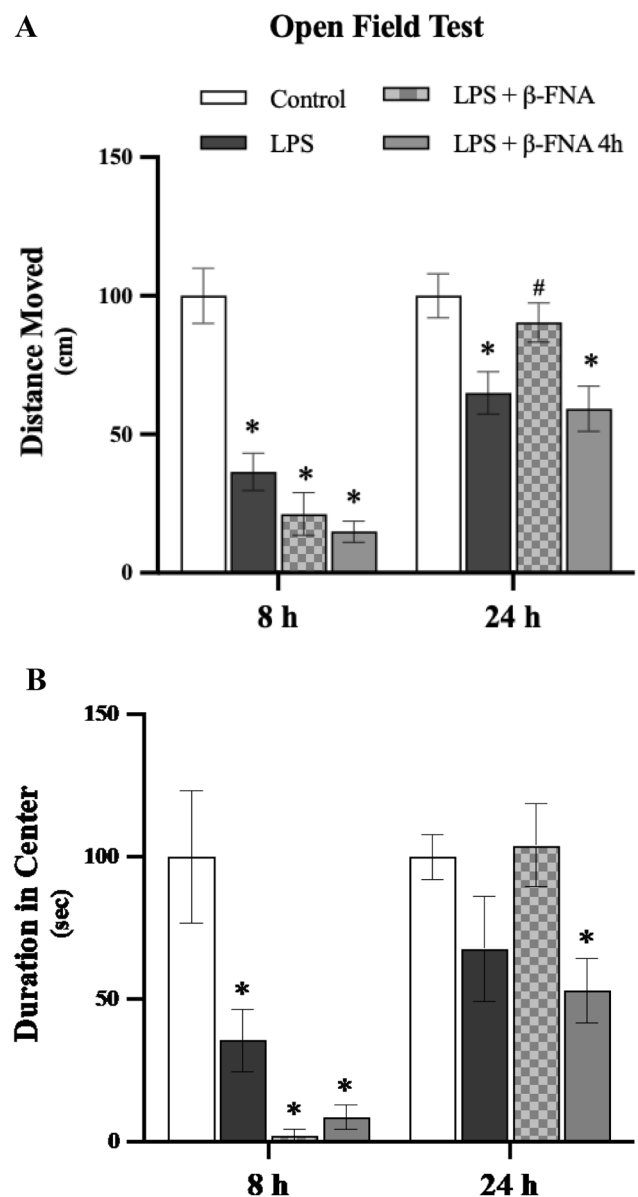 A
Open Field Test
Control
LPS + β-FNA
LPS
LPS + β-FNA 4h
150
100
50
0
Distance Moved
(cm)
*
*
*
*
#
*
8 h
24 h
B
150
100
50
0
Duration in Center
(sec)
*
*
*
*
8 h
24 h